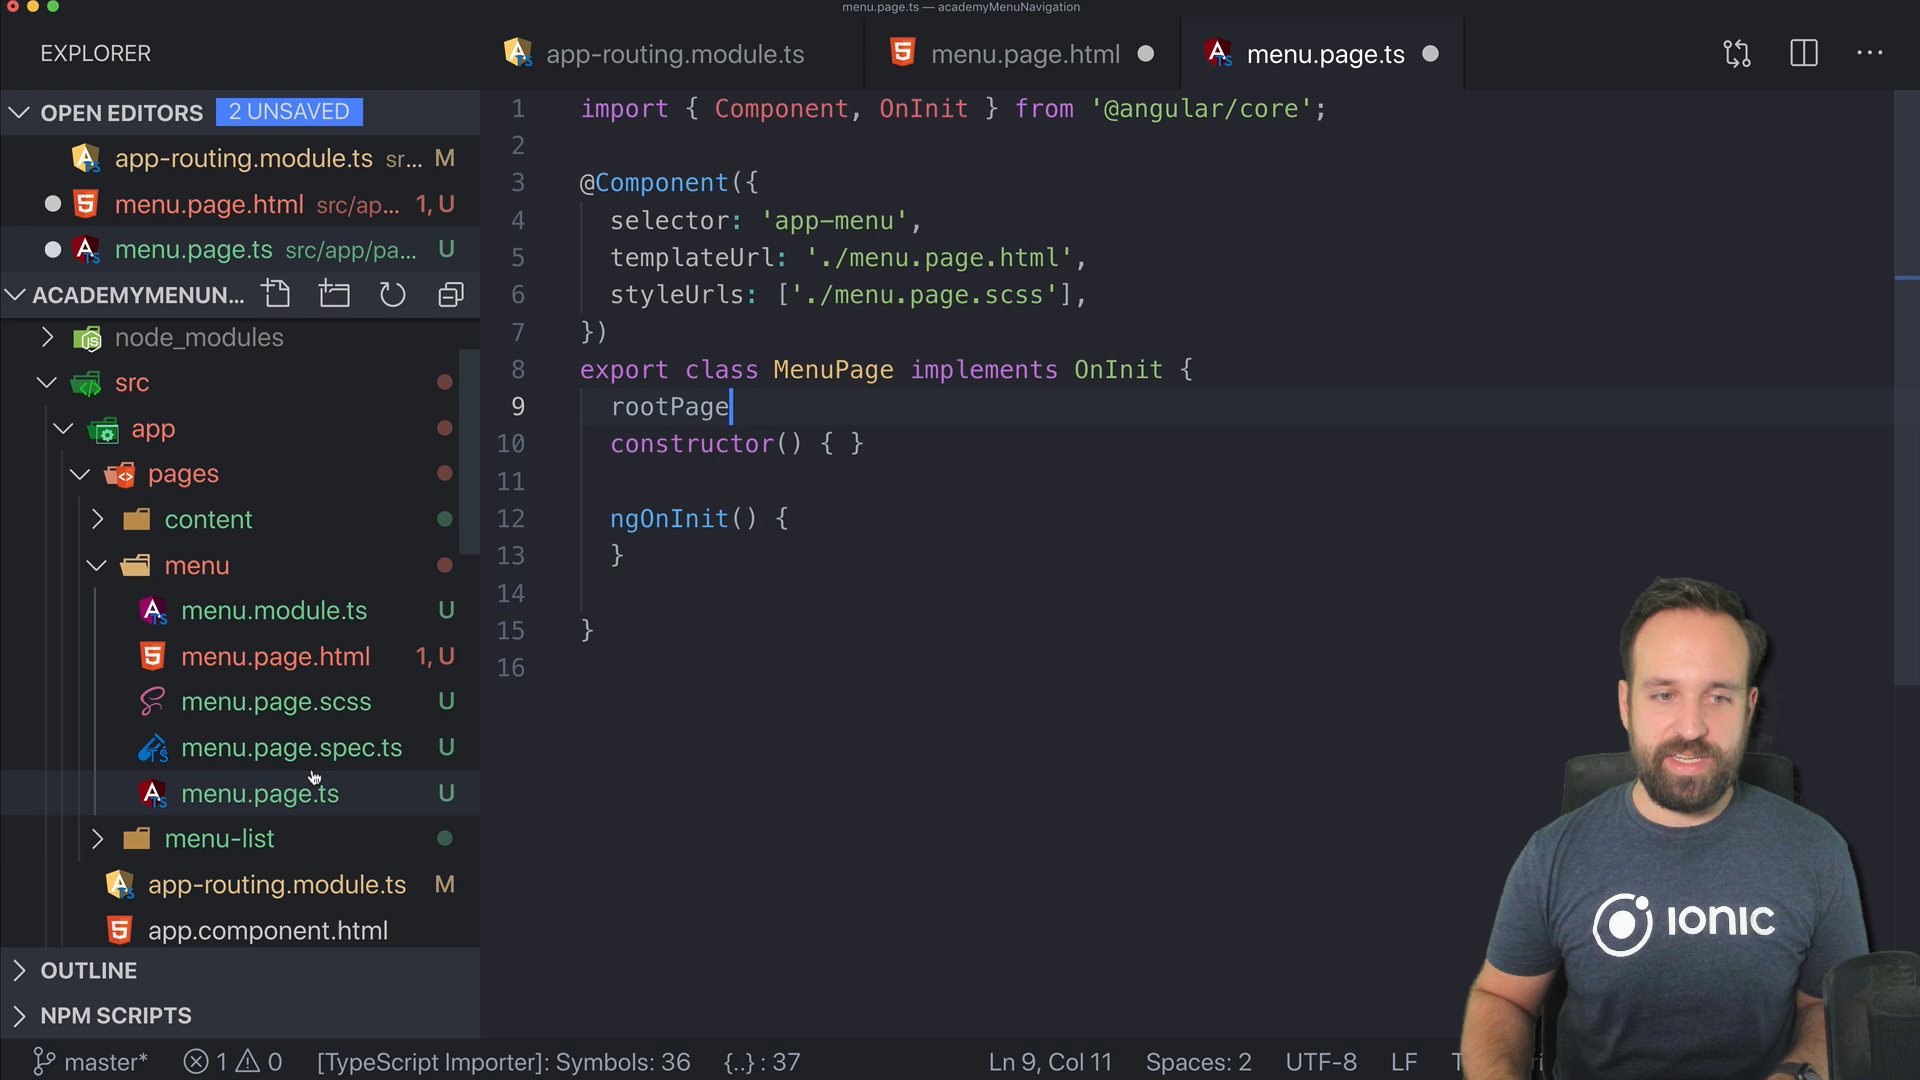 menu.page.ts — academyMenuNavigation
EXPLORER
app-routing.module.ts
menu.page.html
menu.page.ts
OPEN EDITORS 2 UNSAVED
app-routing.module.ts sr... M
menu.page.html src/ap... 1, U
menu.page.ts src/app/pa... U
ACADEMYMENUN...
node_modules
src
app
pages
content
menu
menu.module.ts U
menu.page.html 1, U
menu.page.scss U
menu.page.spec.ts U
menu.page.ts U
menu-list
app-routing.module.ts M
app.component.html
OUTLINE
NPM SCRIPTS
1 import { Component, OnInit } from '@angular/core';
2
3 @Component({
4 selector: 'app-menu',
5 templateUrl: './menu.page.html',
6 styleUrls: ['./menu.page.scss'],
7 })
8 export class MenuPage implements OnInit {
9 rootPage
10 constructor() { }
11
12 ngOnInit() {
13 }
14
15 }
16
IONIC
master* 1 0 [TypeScript Importer]: Symbols: 36 {..} : 37 Ln 9, Col 11 Spaces: 2 UTF-8 LF